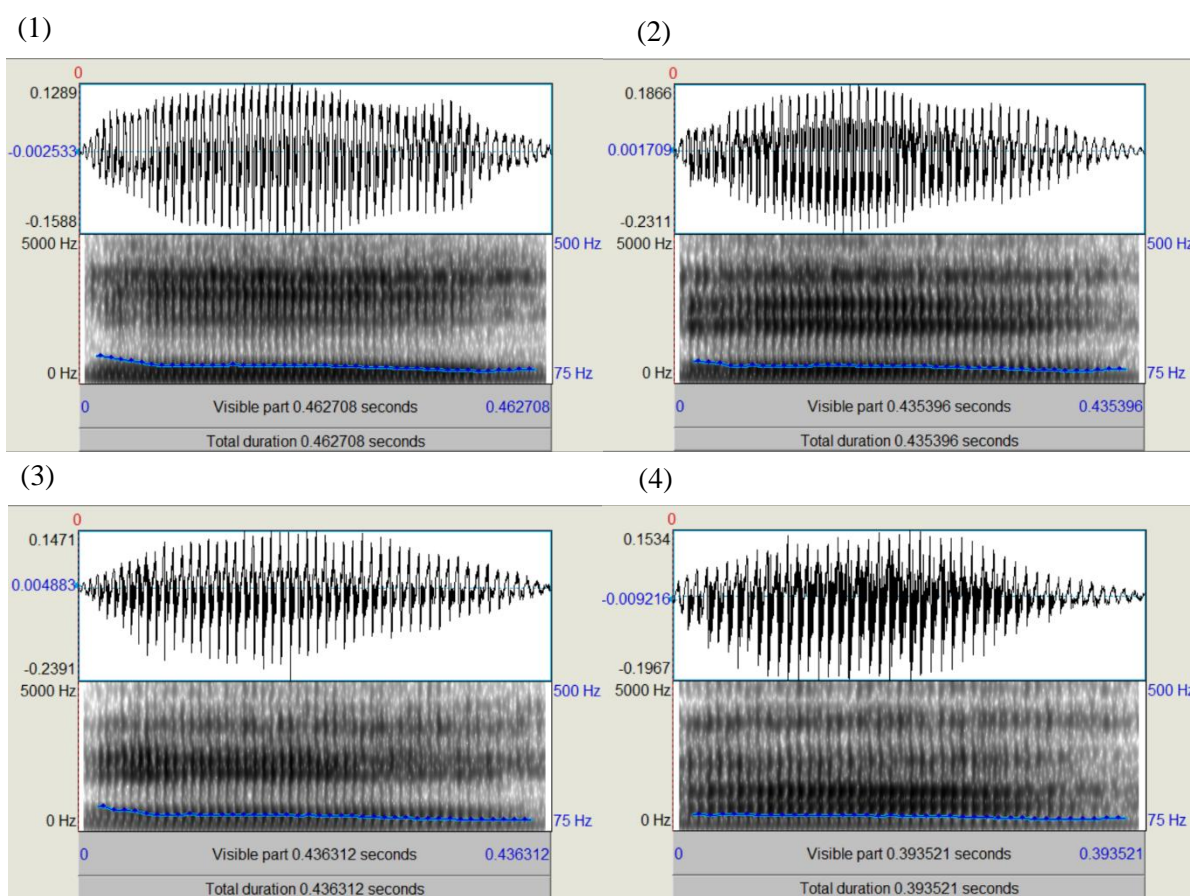 (1)
0
0.1289
-0.002533
-0.1588
5000 Hz
500 Hz
0 Hz
75 Hz
0 Visible part 0.462708 seconds 0.462708
Total duration 0.462708 seconds
(2)
0
0.1866
0.001709
-0.2311
5000 Hz
500 Hz
0 Hz
75 Hz
0 Visible part 0.435396 seconds 0.435396
Total duration 0.435396 seconds
(3)
0
0.1471
0.004883
-0.2391
5000 Hz
500 Hz
0 Hz
75 Hz
0 Visible part 0.436312 seconds 0.436312
Total duration 0.436312 seconds
(4)
0
0.1534
-0.009216
-0.1967
5000 Hz
500 Hz
0 Hz
75 Hz
0 Visible part 0.393521 seconds 0.393521
Total duration 0.393521 seconds